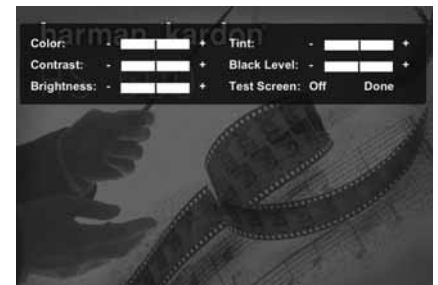 harman kardon
Color: - + Tint: - +
Contrast: - + Black Level: - +
Brightness: - + Test Screen: Off Done